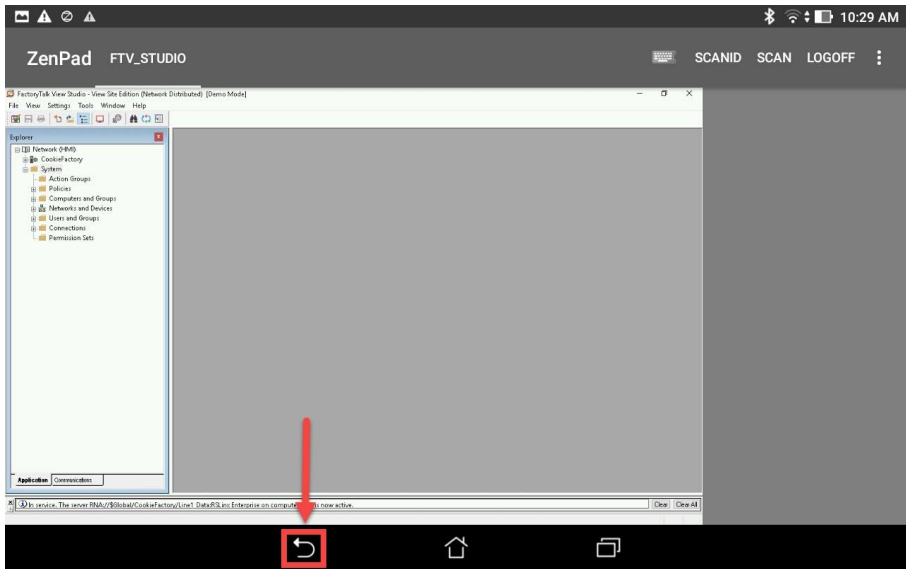 10:29 AM
ZenPad FTV_STUDIO SCANID SCAN LOGOFF
FactoryTalk View Studio - View Site Edition (Network Distributed) [Demo Mode]
File View Settings Tools Window Help
Explorer
Network (HMI)
CookieFactory
System
Action Groups
Policies
Computers and Groups
Networks and Devices
Users and Groups
Connections
Permission Sets
Application Communications
In service. The server RNA://$Global/CookieFactory/Line1 Data:RSLinx Enterprise on compute is now active. Clear Clear All